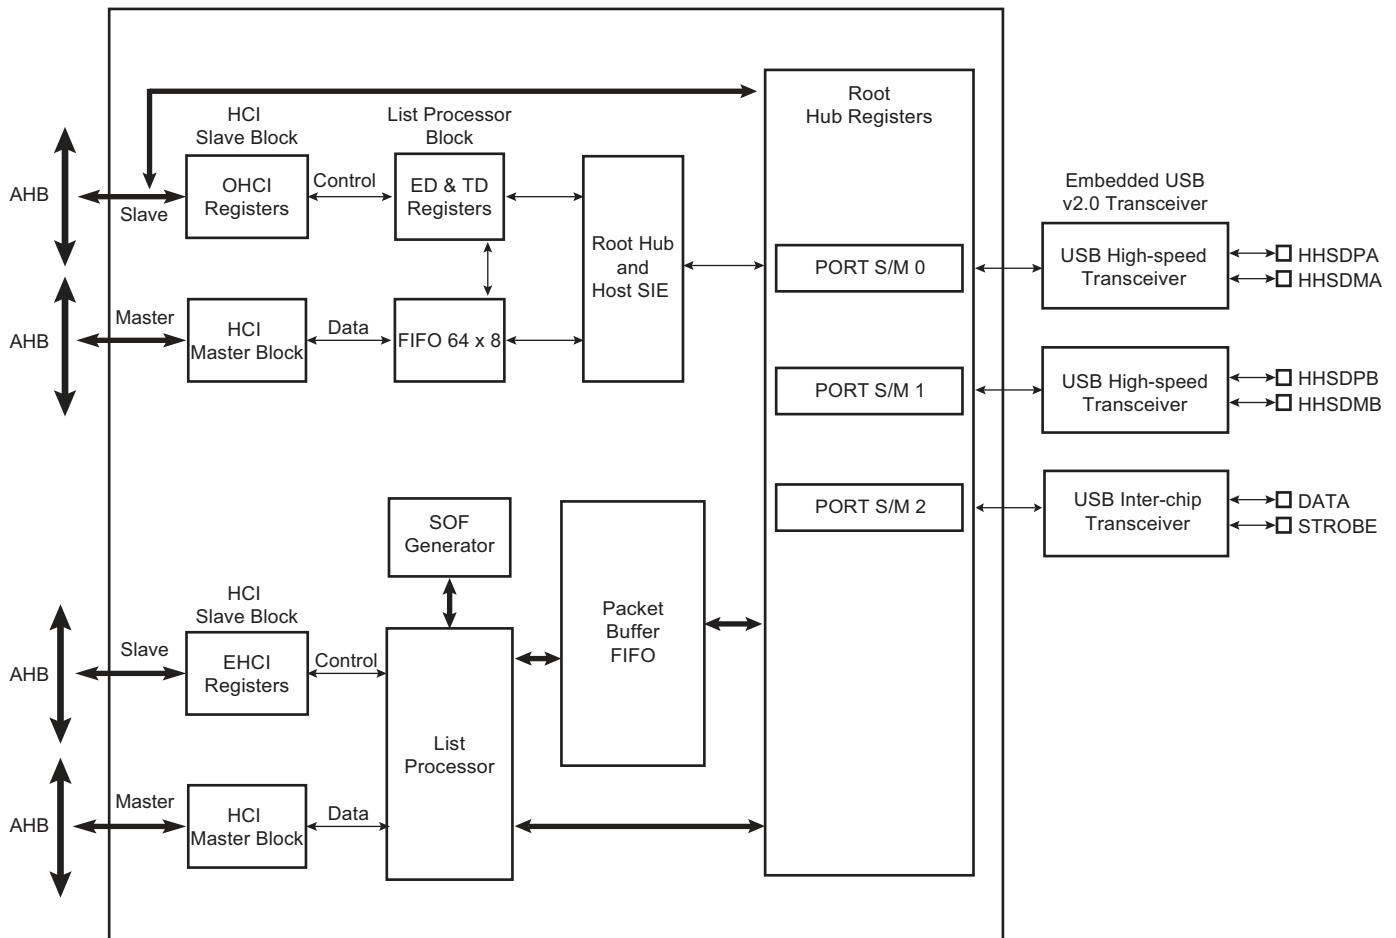 HCI
Slave Block
List Processor
Block
Root
Hub Registers
AHB
Slave
OHCI
Registers
Control
ED & TD
Registers
Root Hub
and
Host SIE
Embedded USB
v2.0 Transceiver
PORT S/M 0
USB High-speed
Transceiver
HHSDPA
HHSDMA
AHB
Master
HCI
Master Block
Data
FIFO 64 x 8
PORT S/M 1
USB High-speed
Transceiver
HHSDPB
HHSDMB
PORT S/M 2
USB Inter-chip
Transceiver
DATA
STROBE
SOF
Generator
HCI
Slave Block
Packet
Buffer
FIFO
AHB
Slave
EHCI
Registers
Control
List
Processor
AHB
Master
HCI
Master Block
Data